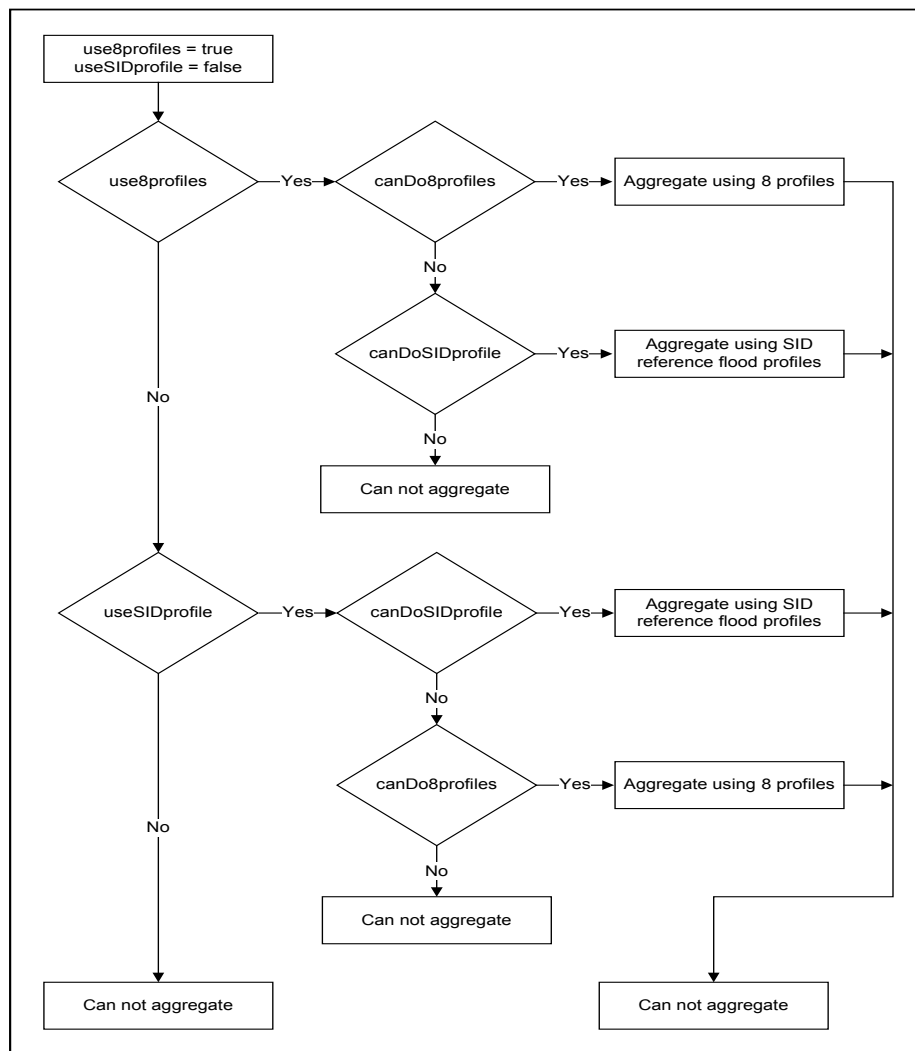 use8profiles = true
useSIDprofile = false
use8profiles
Yes
canDo8profiles
Yes
Aggregate using 8 profiles
No
canDoSIDprofile
Yes
Aggregate using SID
reference flood profiles
No
No
Can not aggregate
useSIDprofile
Yes
canDoSIDprofile
Yes
Aggregate using SID
reference flood profiles
No
canDo8profiles
Yes
Aggregate using 8 profiles
No
No
Can not aggregate
Can not aggregate
Can not aggregate